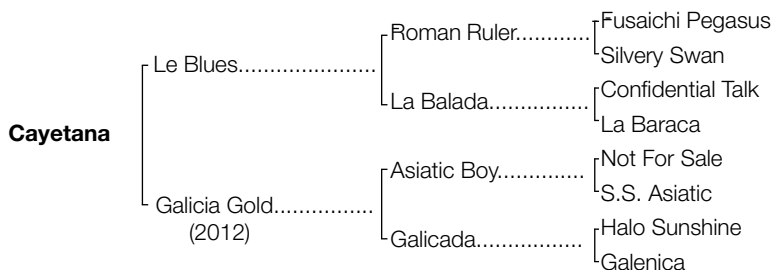 Fusaichi Pegasus
Roman Ruler............
Silvery Swan
Le Blues........................
Confidential Talk
La Balada..................
La Baraca
Cayetana
Not For Sale
Asiatic Boy................
S.S. Asiatic
Galicia Gold..................
(2012)
Halo Sunshine
Galicada...................
Galenica